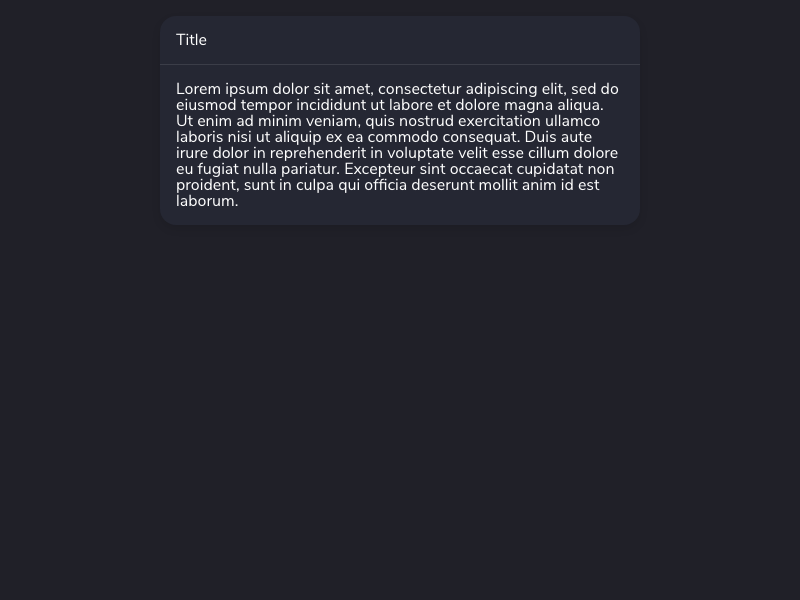 Title
Lorem ipsum dolor sit amet, consectetur adipiscing elit, sed do
eiusmod tempor incididunt ut labore et dolore magna aliqua.
Ut enim ad minim veniam, quis nostrud exercitation ullamco
laboris nisi ut aliquip ex ea commodo consequat. Duis aute
irure dolor in reprehenderit in voluptate velit esse cillum dolore
eu fugiat nulla pariatur. Excepteur sint occaecat cupidatat non
proident, sunt in culpa qui officia deserunt mollit anim id est
laborum.